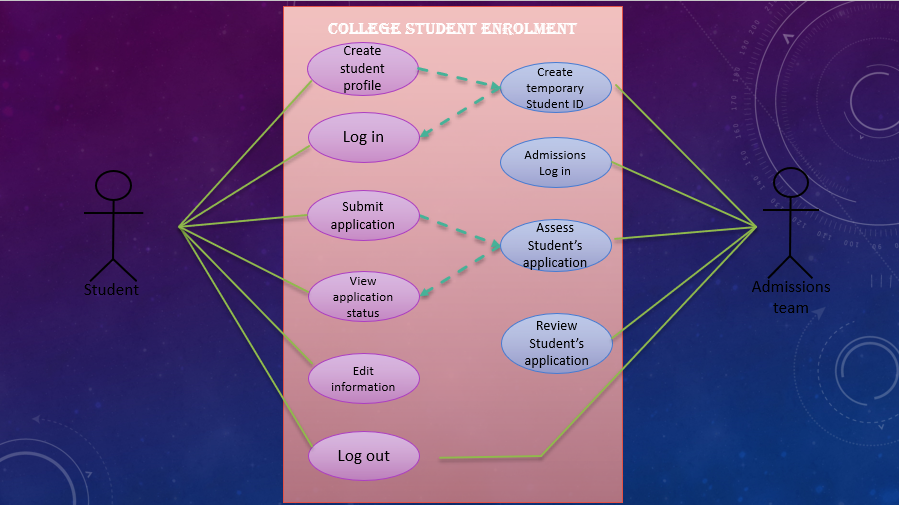 COLLEGE STUDENT ENROLMENT
Create
student
profile
Create
temporary
Student ID
Log in
Admissions
Log in
Submit
application
Assess
Student's
application
View
application
status
Review
Student's
application
Edit
information
Log out
Student
Admissions
team